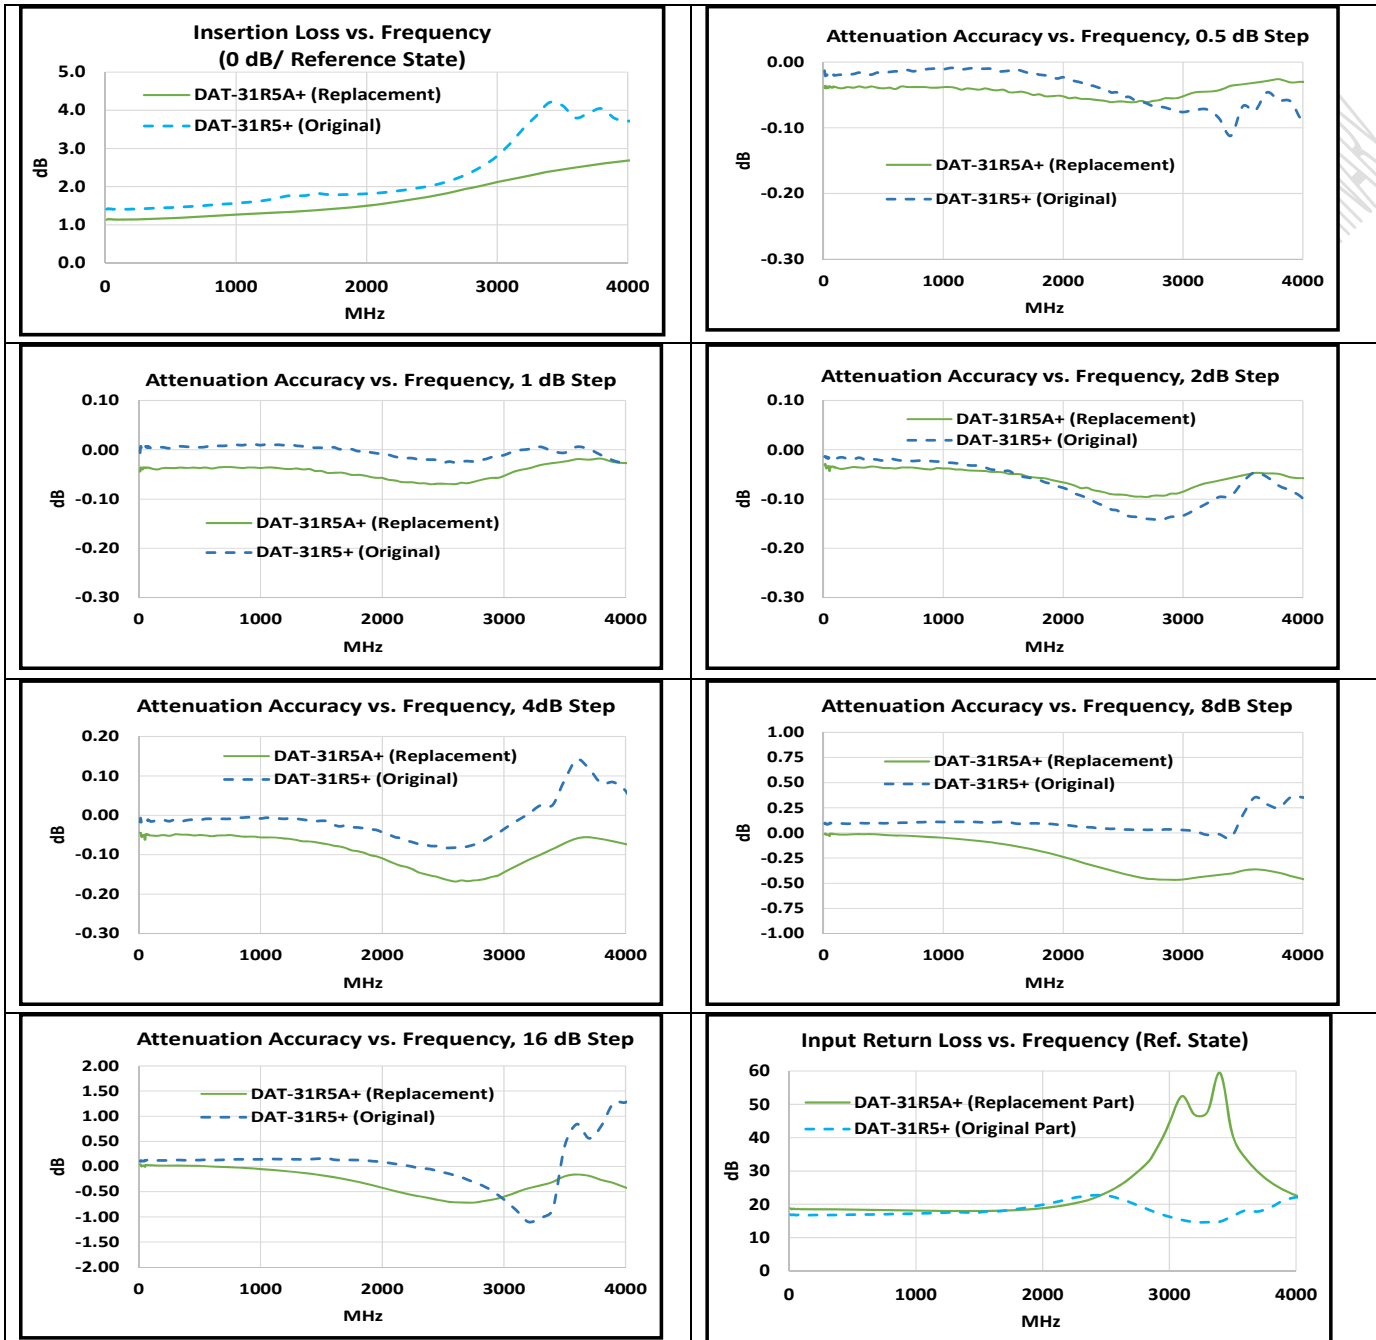 Insertion Loss vs. Frequency
(0 dB/ Reference State)
5.0
4.0
3.0
2.0
1.0
0.0
dB
DAT-31R5A+ (Replacement)
DAT-31R5+ (Original)
0 1000 2000 3000 4000
MHz
Attenuation Accuracy vs. Frequency, 0.5 dB Step
0.00
-0.10
-0.20
-0.30
dB
DAT-31R5A+ (Replacement)
DAT-31R5+ (Original)
0 1000 2000 3000 4000
MHz
Attenuation Accuracy vs. Frequency, 1 dB Step
0.10
0.00
-0.10
-0.20
-0.30
dB
DAT-31R5A+ (Replacement)
DAT-31R5+ (Original)
0 1000 2000 3000 4000
MHz
Attenuation Accuracy vs. Frequency, 2dB Step
0.10
0.00
-0.10
-0.20
-0.30
dB
DAT-31R5A+ (Replacement)
DAT-31R5+ (Original)
0 1000 2000 3000 4000
MHz
Attenuation Accuracy vs. Frequency, 4dB Step
0.20
0.10
0.00
-0.10
-0.20
-0.30
dB
DAT-31R5A+ (Replacement)
DAT-31R5+ (Original)
0 1000 2000 3000 4000
MHz
Attenuation Accuracy vs. Frequency, 8dB Step
1.00
0.75
0.50
0.25
0.00
-0.25
-0.50
-0.75
-1.00
dB
DAT-31R5A+ (Replacement)
DAT-31R5+ (Original)
0 1000 2000 3000 4000
MHz
Attenuation Accuracy vs. Frequency, 16 dB Step
2.00
1.50
1.00
0.50
0.00
-0.50
-1.00
-1.50
-2.00
dB
DAT-31R5A+ (Replacement)
DAT-31R5+ (Original)
0 1000 2000 3000 4000
MHz
Input Return Loss vs. Frequency (Ref. State)
60
50
40
30
20
10
0
dB
DAT-31R5A+ (Replacement Part)
DAT-31R5+ (Original Part)
0 1000 2000 3000 4000
MHz